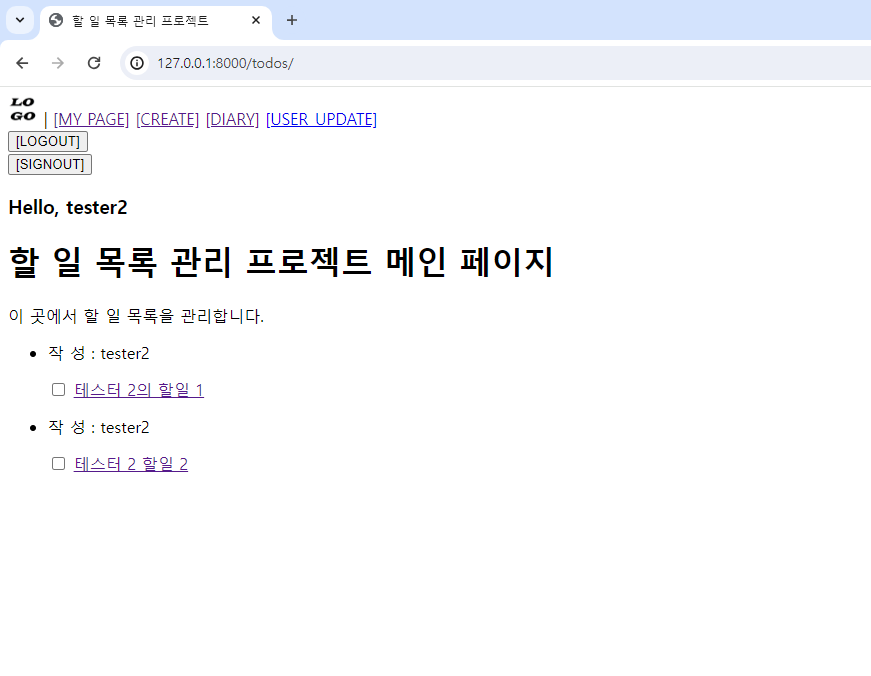 할 일 목록 관리 프로젝트
127.0.0.1:8000/todos/
LO
GO
| [MY PAGE] [CREATE] [DIARY] [USER_UPDATE]
[LOGOUT]
[SIGNOUT]
Hello, tester2
할 일 목록 관리 프로젝트 메인 페이지
이 곳에서 할 일 목록을 관리합니다.
작 성 : tester2
테스터 2의 할일 1
작 성 : tester2
테스터 2 할일 2